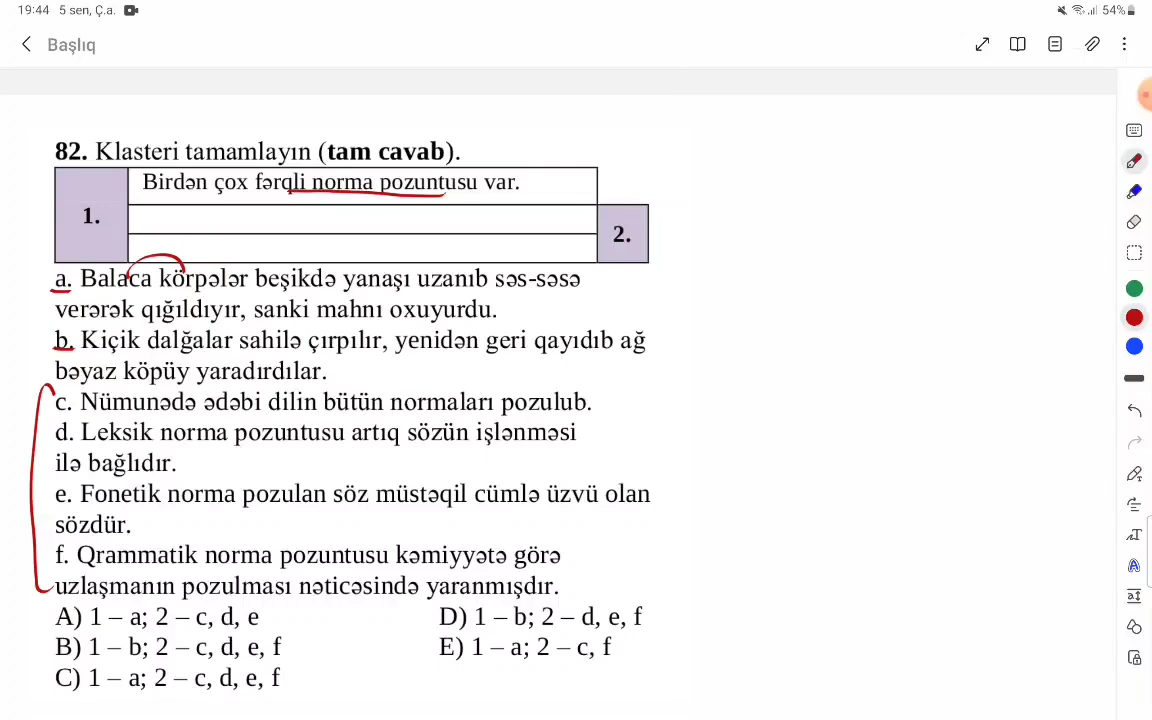 19:44 5 sen, Ç.a.
54%
Başlıq
82. Klasteri tamamlayın (tam cavab).
1.
Birdən çox fərqli norma pozuntusu var.
2.
a. Balaca körpələr beşikdə yanaşı uzanıb səs-səsə
verərək qığıldıyır, sanki mahnı oxuyurdu.
b. Kiçik dalğalar sahilə çırpılır, yenidən geri qayıdıb ağ
bəyaz köpüy yaradırdılar.
c. Nümunədə ədəbi dilin bütün normaları pozulub.
d. Leksik norma pozuntusu artıq sözün işlənməsi
ilə bağlıdır.
e. Fonetik norma pozulan söz müstəqil cümlə üzvü olan
sözdür.
f. Qrammatik norma pozuntusu kəmiyyətə görə
uzlaşmanın pozulması nəticəsində yaranmışdır.
A) 1 – a; 2 – c, d, e
B) 1 – b; 2 – c, d, e, f
C) 1 – a; 2 – c, d, e, f
D) 1 – b; 2 – d, e, f
E) 1 – a; 2 – c, f